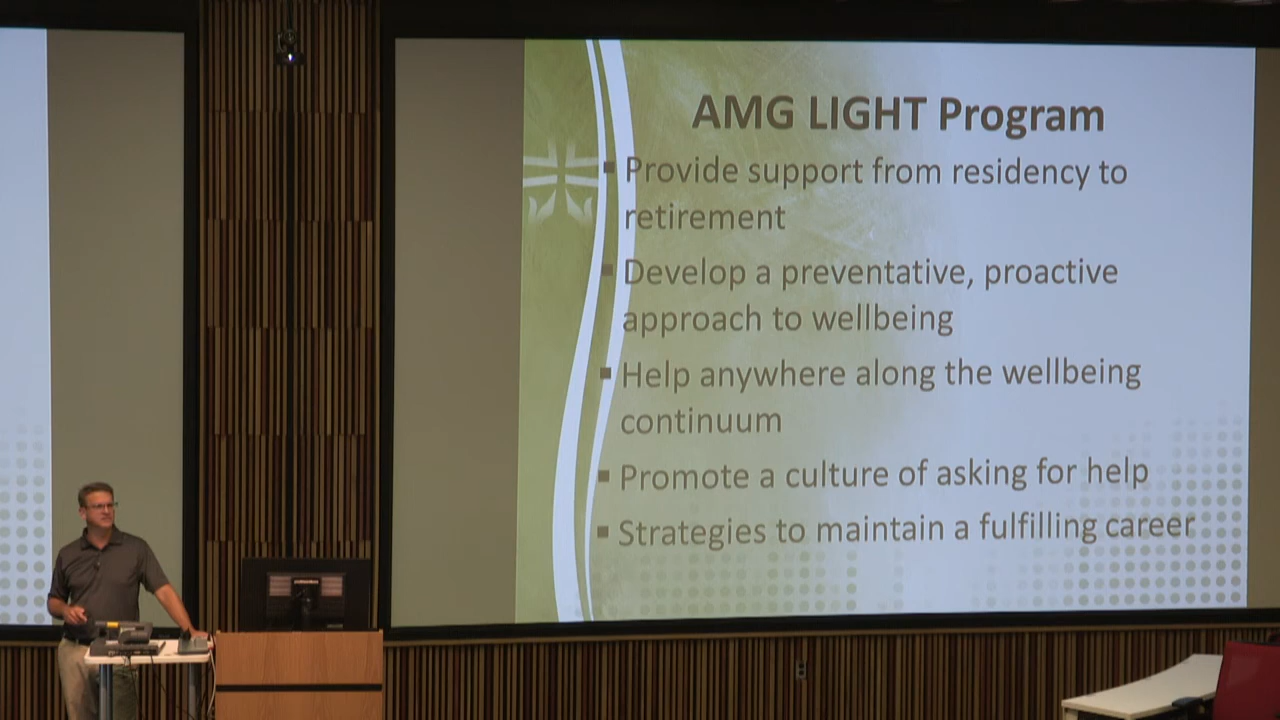 AMG LIGHT Program
▪ Provide support from residency to
retirement
▪ Develop a preventative, proactive
approach to wellbeing
▪ Help anywhere along the wellbeing
continuum
▪ Promote a culture of asking for help
▪ Strategies to maintain a fulfilling career